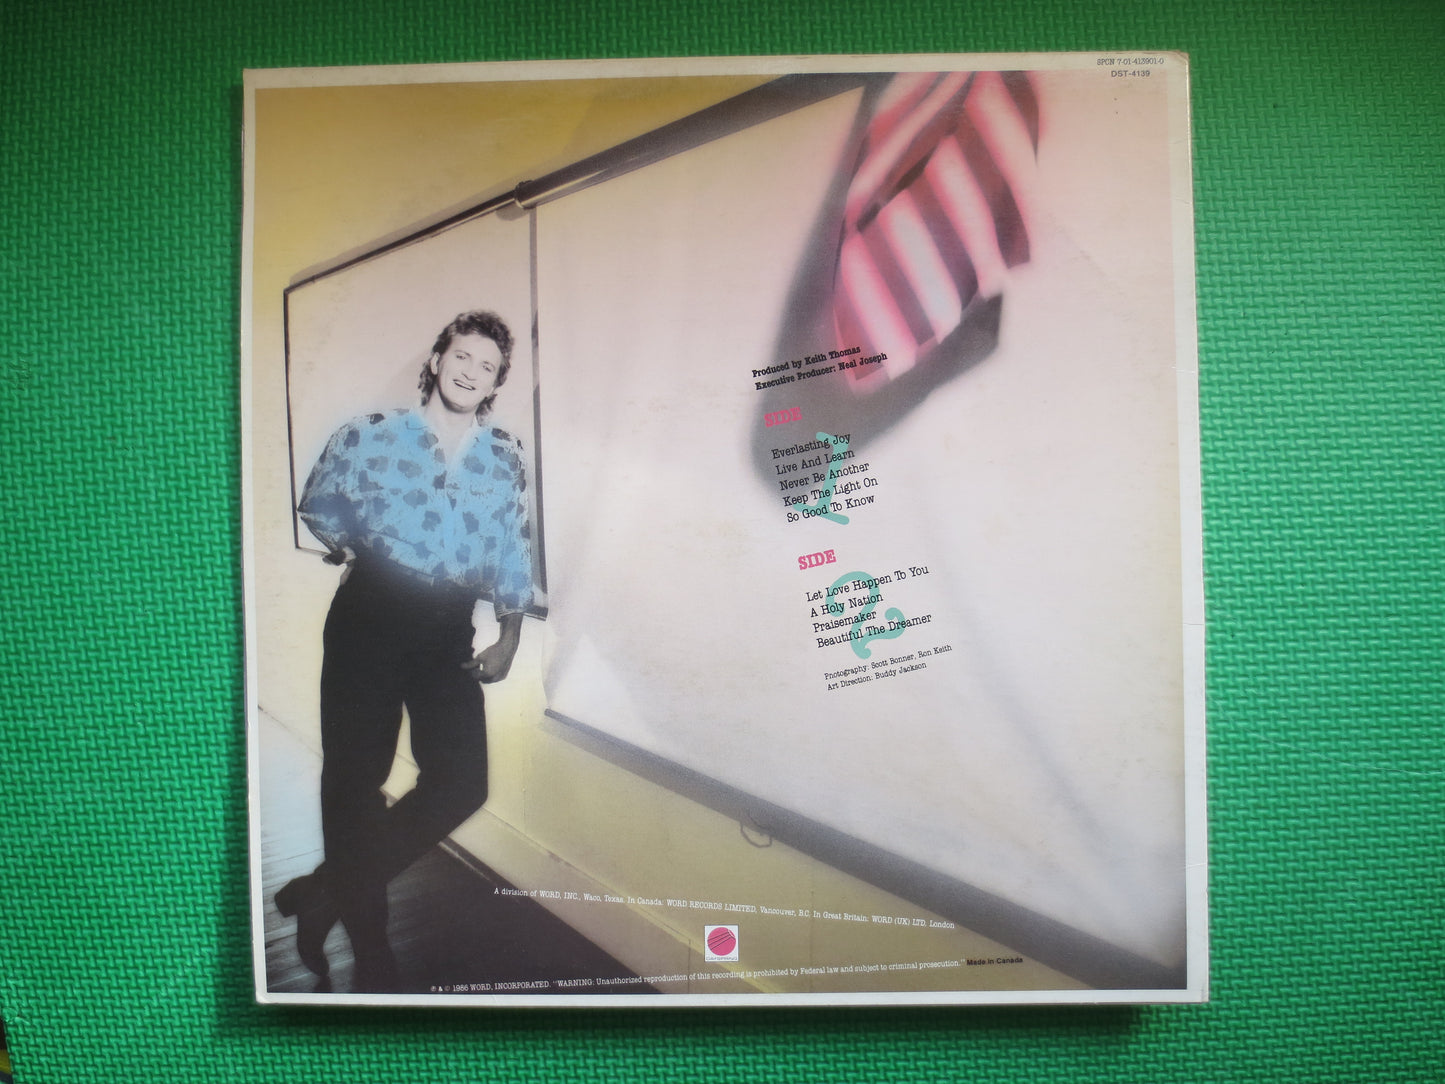 SPCN 7-01-413901-0
DST-4139
Produced by Keith Thomas
Executive Producer: Neal Joseph
SIDE
1
Everlasting Joy
Live And Learn
Never Be Another
Keep The Light On
So Good To Know
SIDE
2
Let Love Happen To You
A Holy Nation
Praisemaker
Beautiful The Dreamer
Photography: Scott Bonner, Ron Keith
Art Direction: Buddy Jackson
A division of WORD, INC., Waco, Texas. In Canada: WORD RECORDS LIMITED, Vancouver, B.C. In Great Britain: WORD (UK) LTD, London
DAYSPRING
℗ & © 1986 WORD, INCORPORATED. "WARNING: Unauthorized reproduction of this recording is prohibited by Federal law and subject to criminal prosecution." Made in Canada